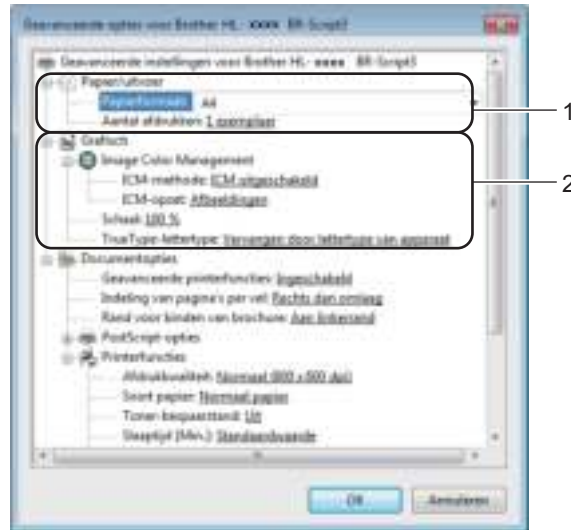 Geavanceerde opties voor Brother HL- xxxx BR-Script3
Geavanceerde instellingen voor Brother HL- xxxx BR-Script3
Papier/uitvoer
Papierformaat: A4
Aantal afdrukken: 1 exemplaar
1
Grafisch
Image Color Management
ICM-methode: ICM uitgeschakeld
ICM-opzet: Afbeeldingen
2
Schaal: 100 %
TrueType-lettertype: Vervangen door lettertype van apparaat
Documentopties
Geavanceerde printerfuncties: Ingeschakeld
Indeling van pagina's per vel: Rechts dan omlaag
Rand voor binden van brochure: Aan linkerrand
PostScript-opties
Printerfuncties
Afdrukkwaliteit: Normaal (600 x 600 dpi)
Soort papier: Normaal papier
Toner-bespaarstand: Uit
Slaaptijd [Min.]: Standaardwaarde
OK
Annuleren